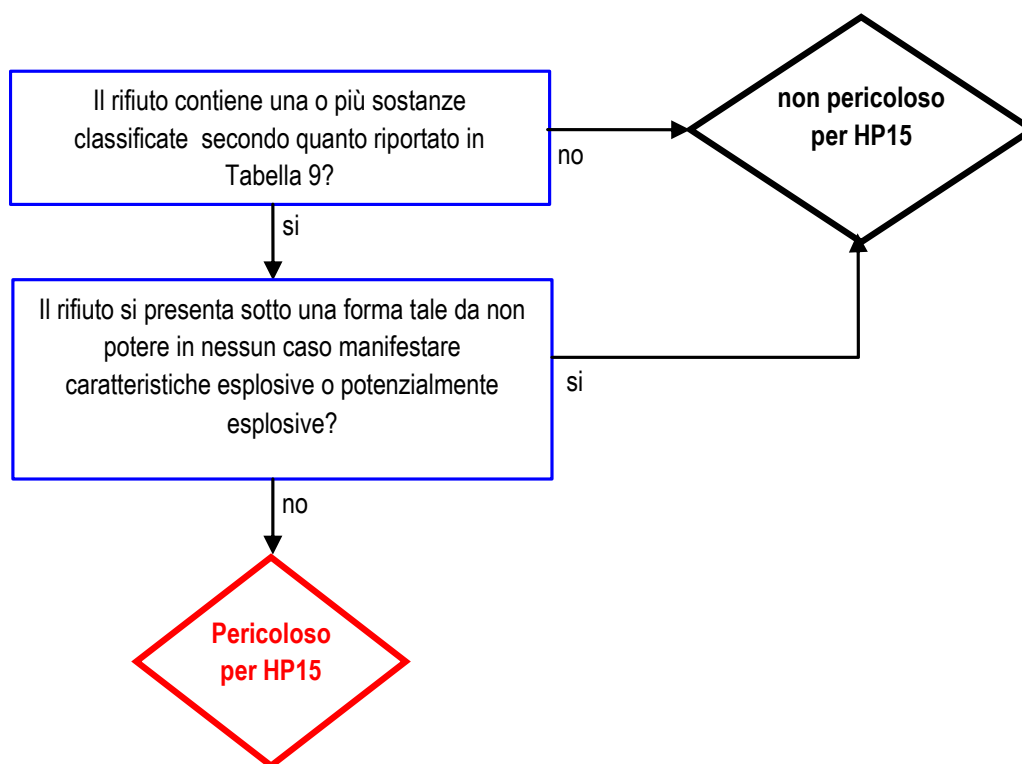 Il rifiuto contiene una o più sostanze
classificate secondo quanto riportato in
Tabella 9?
non pericoloso
per HP15
no
si
Il rifiuto si presenta sotto una forma tale da non
potere in nessun caso manifestare
caratteristiche esplosive o potenzialmente
esplosive?
si
no
Pericoloso
per HP15